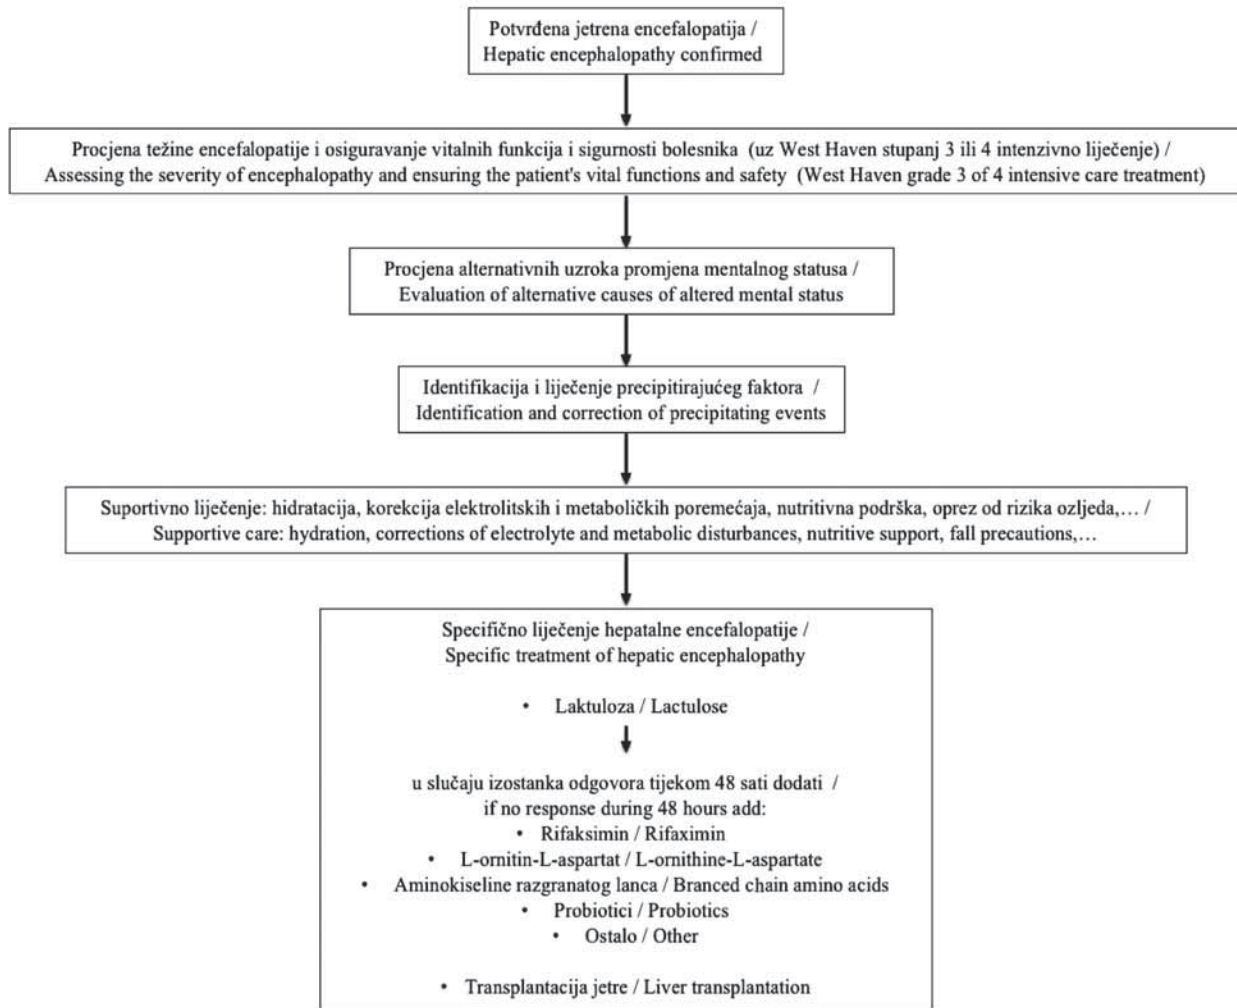 Potvrđena jetrena encefalopatija /
Hepatic encephalopathy confirmed
Procjena težine encefalopatije i osiguravanje vitalnih funkcija i sigurnosti bolesnika (uz West Haven stupanj 3 ili 4 intenzivno liječenje) /
Assessing the severity of encephalopathy and ensuring the patient's vital functions and safety (West Haven grade 3 of 4 intensive care treatment)
Procjena alternativnih uzroka promjena mentalnog statusa /
Evaluation of alternative causes of altered mental status
Identifikacija i liječenje precipitirajućeg faktora /
Identification and correction of precipitating events
Suportivno liječenje: hidratacija, korekcija elektrolitskih i metaboličkih poremećaja, nutritivna podrška, oprez od rizika ozljeda,… /
Supportive care: hydration, corrections of electrolyte and metabolic disturbances, nutritive support, fall precautions,…
Specifično liječenje hepatalne encefalopatije /
Specific treatment of hepatic encephalopathy
• Laktuloza / Lactulose
u slučaju izostanka odgovora tijekom 48 sati dodati /
if no response during 48 hours add:
• Rifaksimin / Rifaximin
• L-ornitin-L-aspartat / L-ornithine-L-aspartate
• Aminokiseline razgranatog lanca / Branced chain amino acids
• Probiotici / Probiotics
• Ostalo / Other
• Transplantacija jetre / Liver transplantation